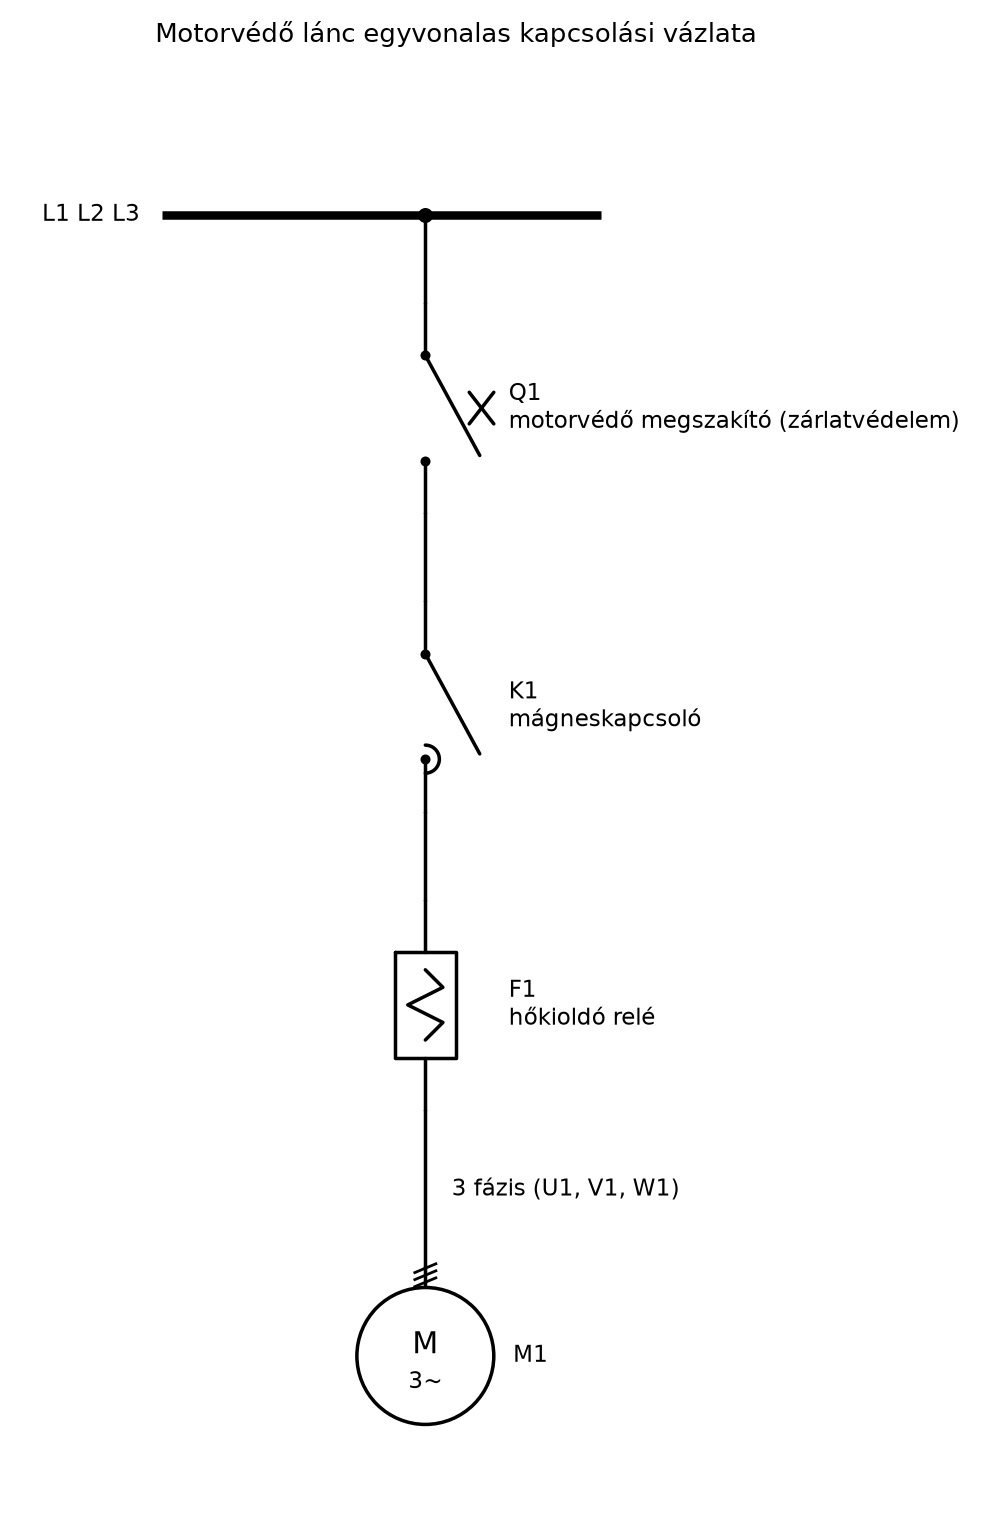 Motorvédő lánc egyvonalas kapcsolási vázlata
L1 L2 L3
Q1
motorvédő megszakító (zárlatvédelem)
K1
mágneskapcsoló
F1
hőkioldó relé
3 fázis (U1, V1, W1)
M
3~
M1